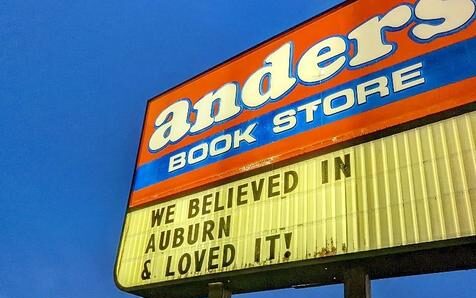 anders
BOOK STORE
WE BELIEVED IN
AUBURN
& LOVED IT!